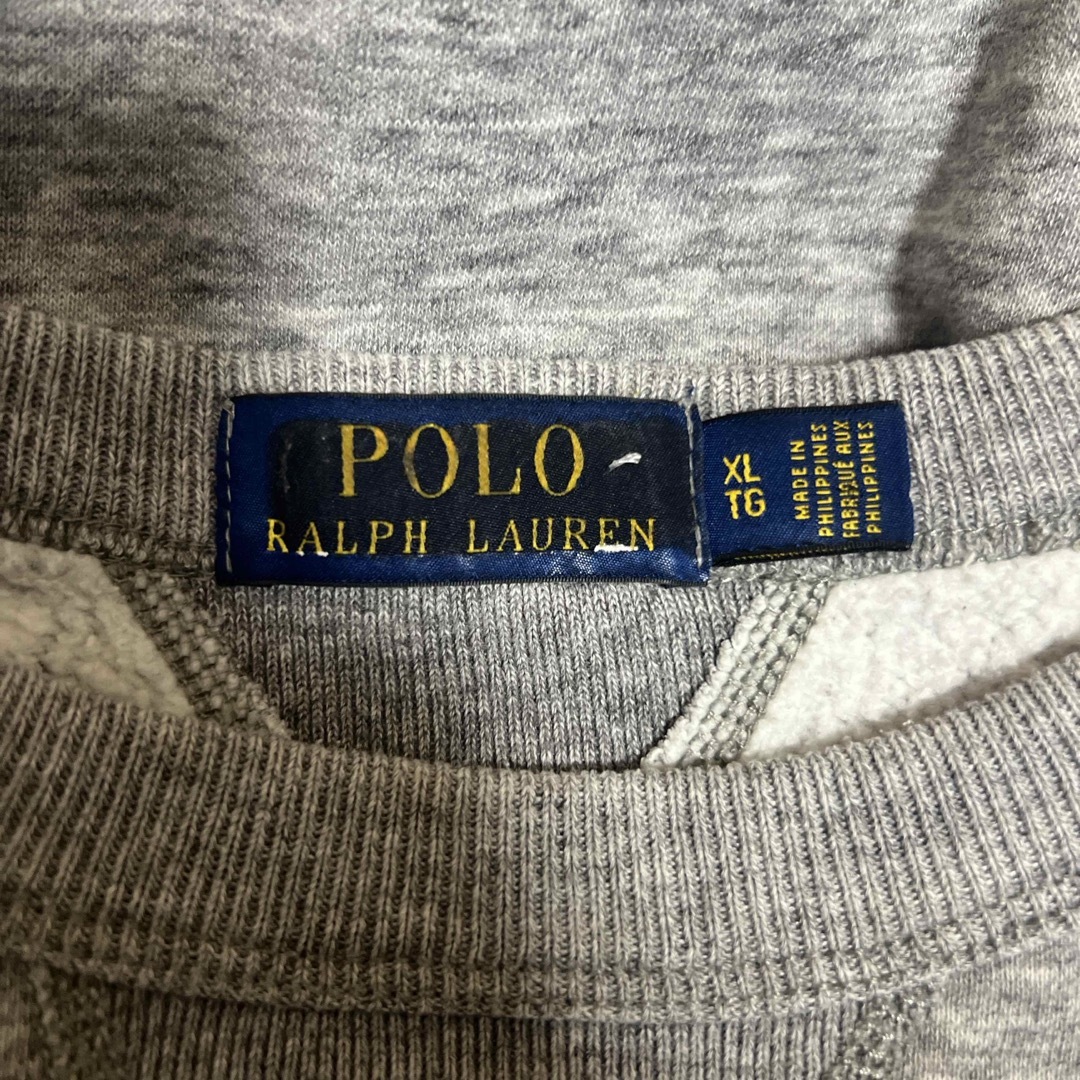 POLO
RALPH LAUREN
XL
TG
MADE IN
PHILIPPINES
FABRIQUÉ AUX
PHILIPPINES